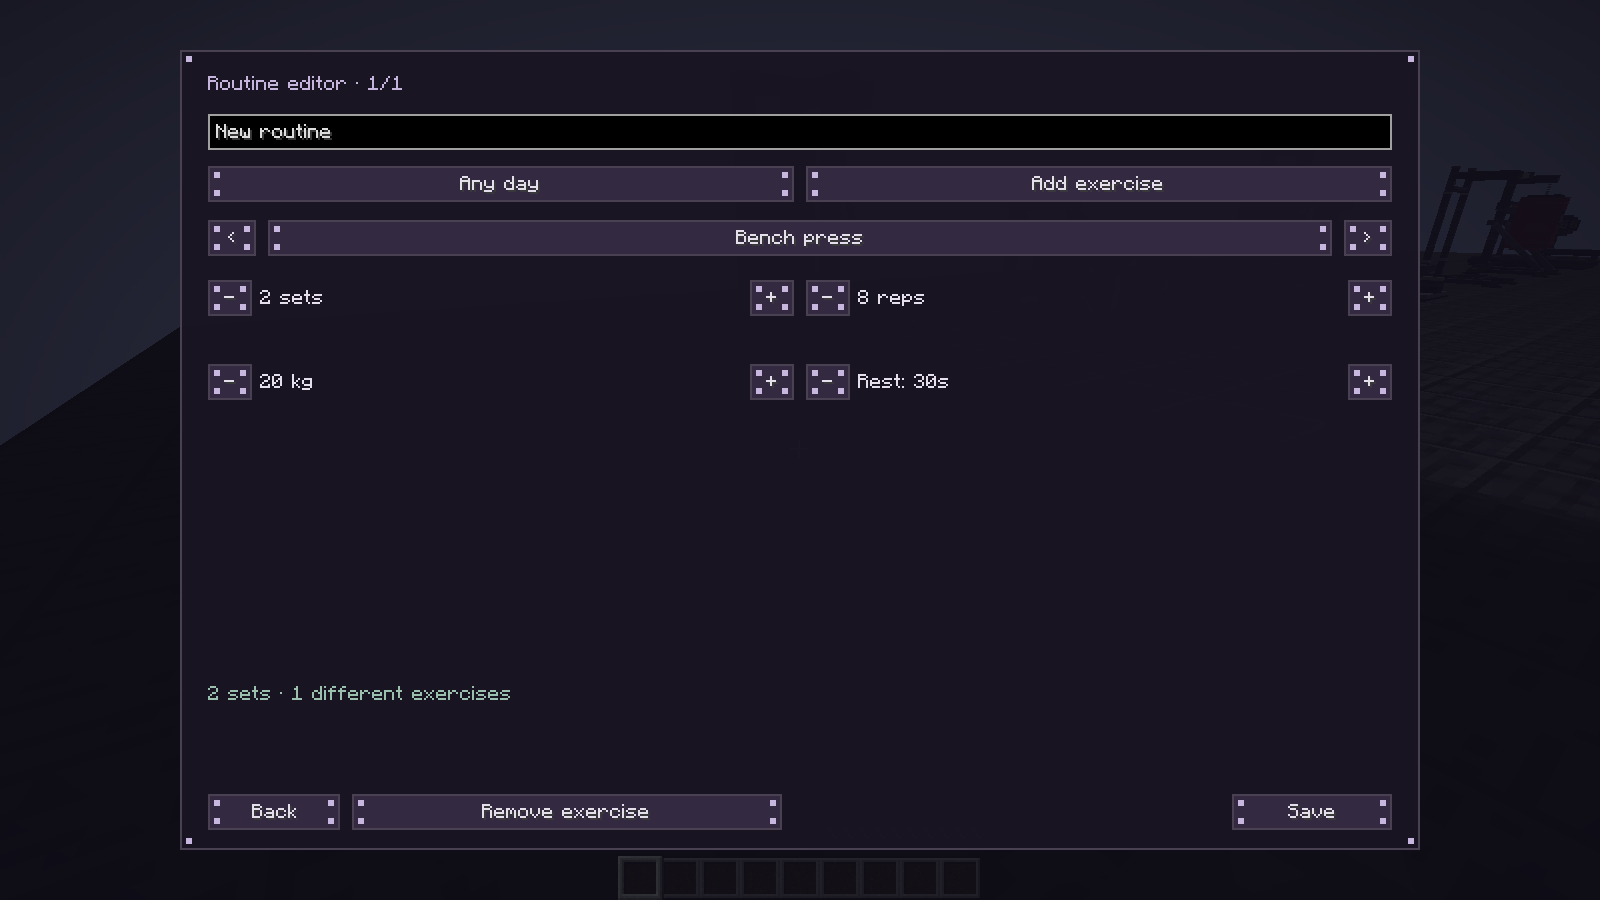 Routine editor · 1/1
New routine
Any day Add exercise
< Bench press >
- 2 sets + - 8 reps +
- 20 kg + - Rest: 30s +
2 sets · 1 different exercises
Back Remove exercise Save